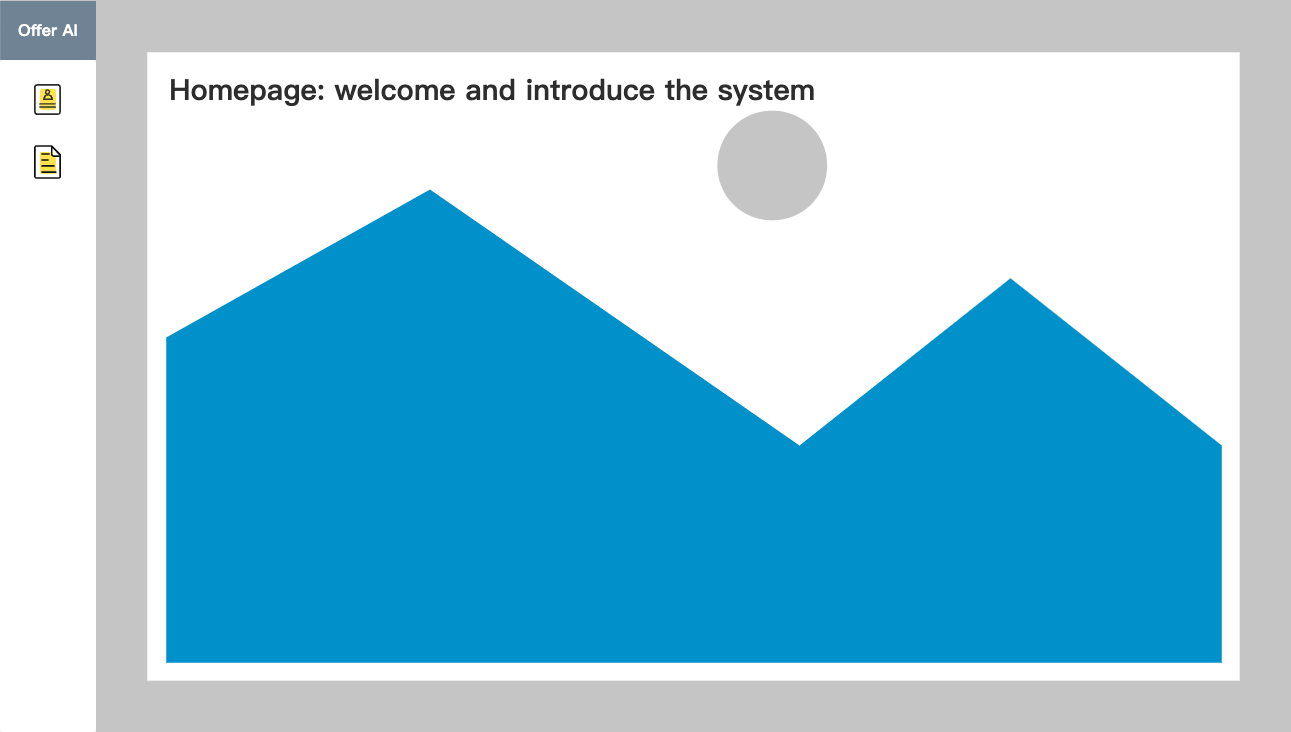 Offer AI
Homepage: welcome and introduce the system